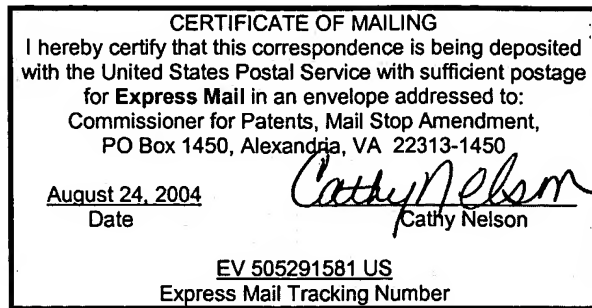 CERTIFICATE OF MAILING
I hereby certify that this correspondence is being deposited
with the United States Postal Service with sufficient postage
for Express Mail in an envelope addressed to:
Commissioner for Patents, Mail Stop Amendment,
PO Box 1450, Alexandria, VA 22313-1450
August 24, 2004 Cathy Nelson
Date Cathy Nelson
EV 505291581 US
Express Mail Tracking Number